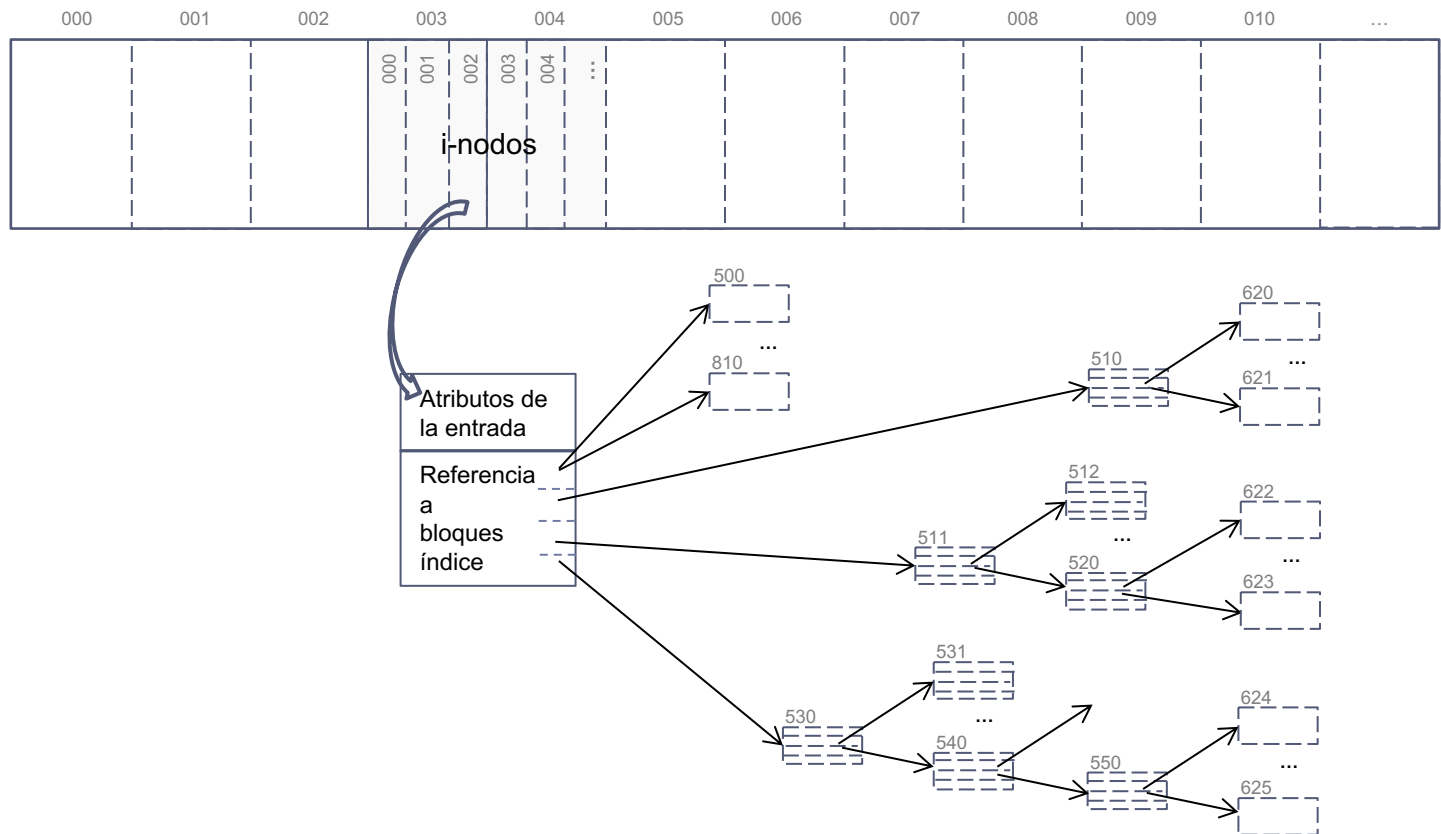 000 001 002 003 004 005 006 007 008 009 010 ...
000 001 002 003 004 ...
i-nodos
500
...
810
Atributos de
la entrada
Referencia
a
bloques
índice
510
620
...
621
511
512
...
520
622
...
623
530
531
...
540
550
624
...
625